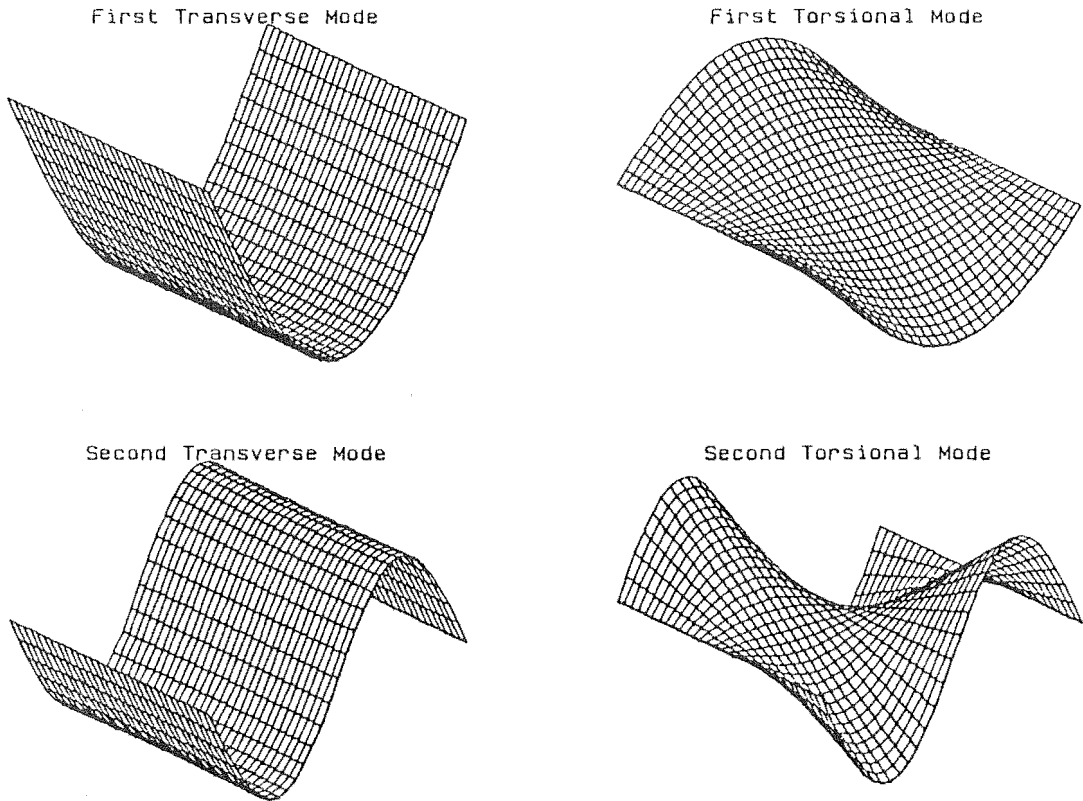 First Transverse Mode
First Torsional Mode
Second Transverse Mode
Second Torsional Mode